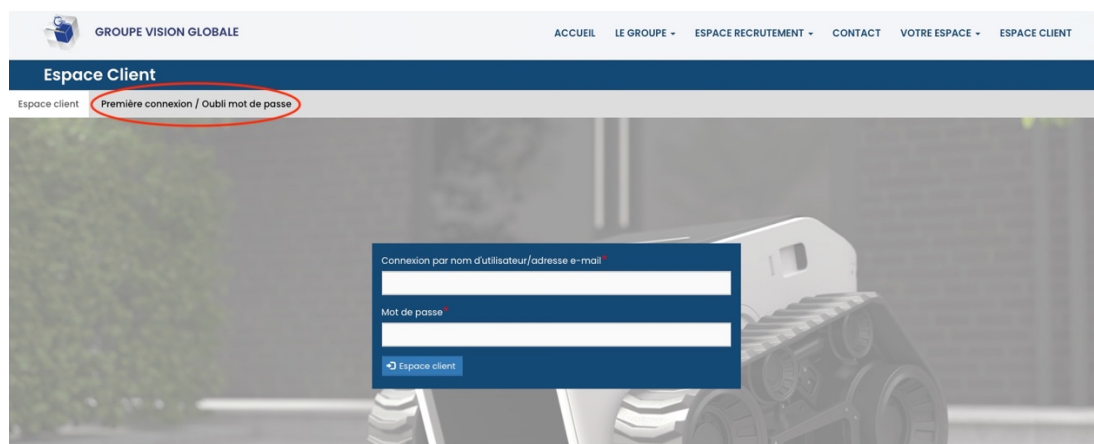 GROUPE VISION GLOBALE
ACCUEIL LE GROUPE ESPACE RECRUTEMENT CONTACT VOTRE ESPACE ESPACE CLIENT
Espace Client
Espace client Première connexion / Oubli mot de passe
Connexion par nom d'utilisateur/adresse e-mail*
Mot de passe*
Espace client